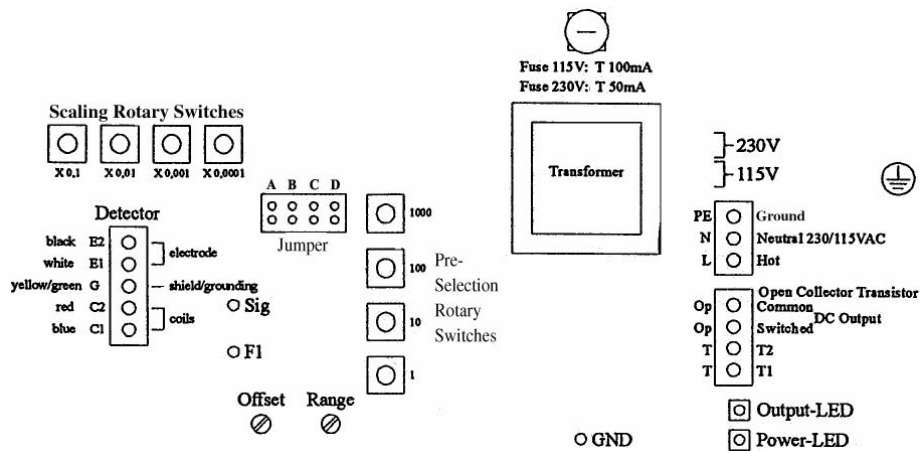 Fuse 115V: T 100mA
Fuse 230V: T 50mA
Scaling Rotary Switches
X 0,1 X 0,01 X 0,001 X 0,0001
Detector
black E2
white E1
electrode
yellow/green G shield/grounding
red C2
blue C1
coils
A B C D
Jumper
Sig
F1
Offset Range
1000
100
10
1
Pre-
Selection
Rotary
Switches
Transformer
230V
115V
PE Ground
N Neutral 230/115VAC
L Hot
Open Collector Transistor
Op Common
Op Switched
DC Output
T T2
T T1
Output-LED
Power-LED
GND